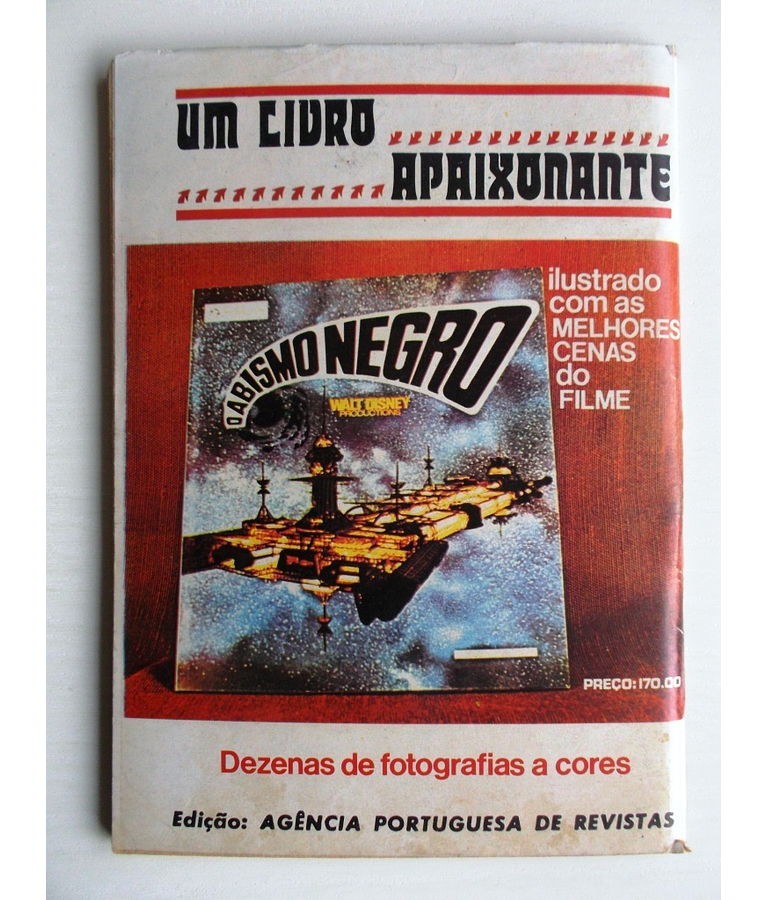 UM LIVRO
APAIXONANTE
ilustrado
com as
MELHORES
CENAS
do
FILME
O ABISMO NEGRO
WALT DISNEY
PRODUCTIONS
PREÇO: 170.00
Dezenas de fotografias a cores
Edição: AGÊNCIA PORTUGUESA DE REVISTAS